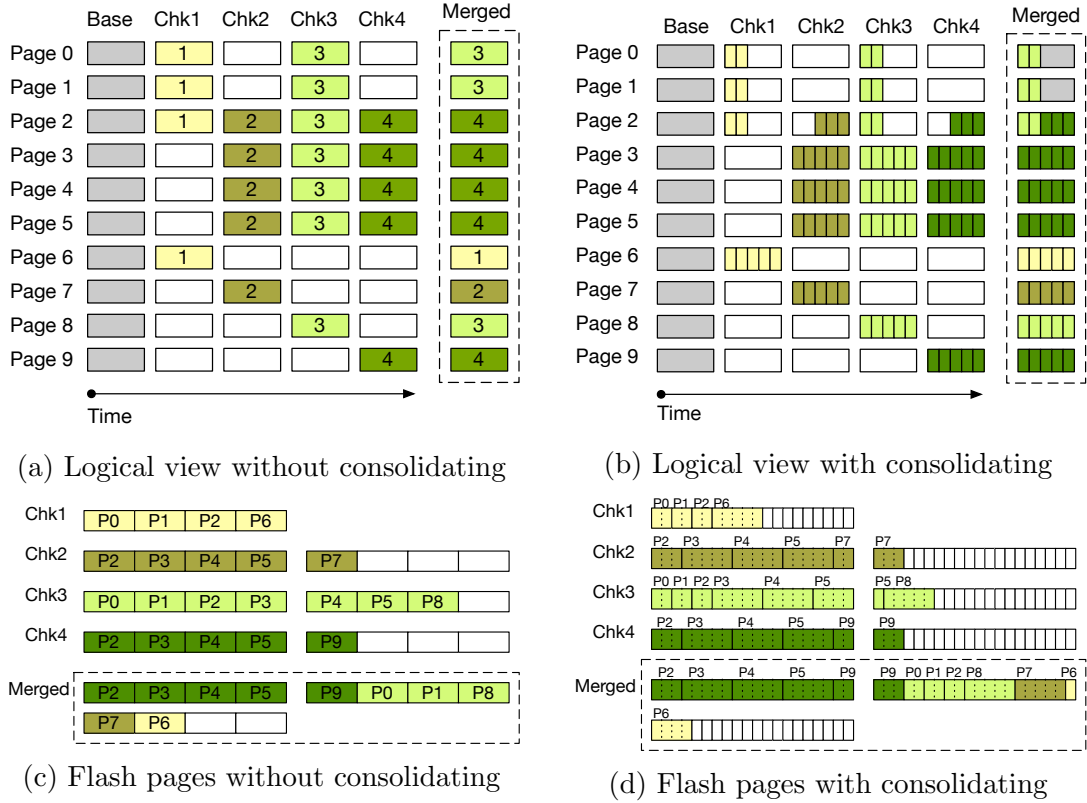 Base Chk1 Chk2 Chk3 Chk4 Merged
Page 0 1 3 3
Page 1 1 3 3
Page 2 1 2 3 4 4
Page 3 2 3 4 4
Page 4 2 3 4 4
Page 5 2 3 4 4
Page 6 1 1
Page 7 2 2
Page 8 3 3
Page 9 4 4
Time
(a) Logical view without consolidating
Base Chk1 Chk2 Chk3 Chk4 Merged
Page 0
Page 1
Page 2
Page 3
Page 4
Page 5
Page 6
Page 7
Page 8
Page 9
Time
(b) Logical view with consolidating
Chk1 P0 P1 P2 P6
Chk2 P2 P3 P4 P5 P7
Chk3 P0 P1 P2 P3 P4 P5 P8
Chk4 P2 P3 P4 P5 P9
Merged P2 P3 P4 P5 P9 P0 P1 P8
P7 P6
(c) Flash pages without consolidating
P0 P1 P2 P6
Chk1
P2 P3 P4 P5 P7 P7
Chk2
P0 P1 P2 P3 P4 P5 P5 P8
Chk3
P2 P3 P4 P5 P9 P9
Chk4
P2 P3 P4 P5 P9 P9 P0 P1 P2 P8 P7 P6
Merged
P6
(d) Flash pages with consolidating